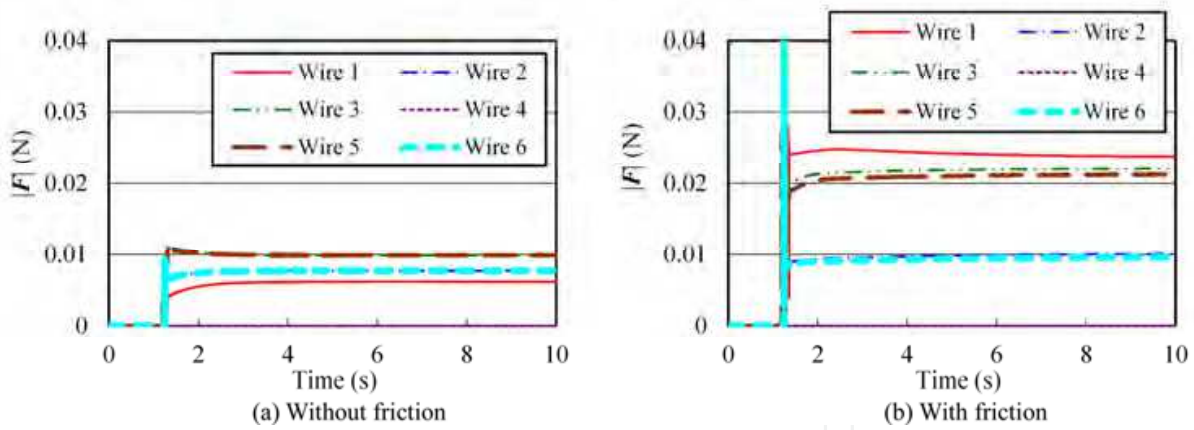 0.04
0.03
0.02
0.01
0
|F| (N)
Wire 1
Wire 2
Wire 3
Wire 4
Wire 5
Wire 6
0 2 4 6 8 10
Time (s)
(a) Without friction
0.04
0.03
0.02
0.01
0
|F| (N)
Wire 1
Wire 2
Wire 3
Wire 4
Wire 5
Wire 6
0 2 4 6 8 10
Time (s)
(b) With friction